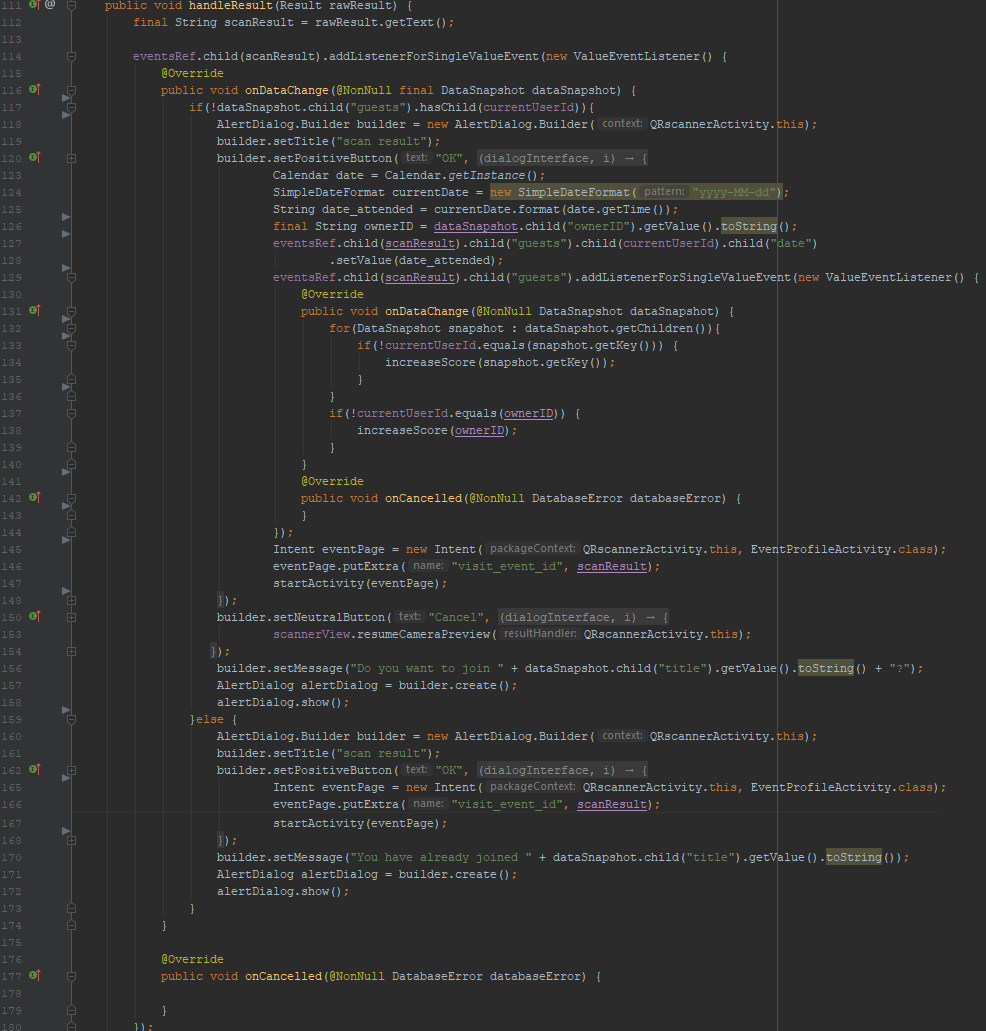 111 public void handleResult(Result rawResult) {
112 final String scanResult = rawResult.getText();
113
114 eventsRef.child(scanResult).addListenerForSingleValueEvent(new ValueEventListener() {
115 @Override
116 public void onDataChange(@NonNull final DataSnapshot dataSnapshot) {
117 if(!dataSnapshot.child("guests").hasChild(currentUserId)){
118 AlertDialog.Builder builder = new AlertDialog.Builder( context: QRscannerActivity.this);
119 builder.setTitle("scan result");
120 builder.setPositiveButton( text: "OK", (dialogInterface, i) → {
123 Calendar date = Calendar.getInstance();
124 SimpleDateFormat currentDate = new SimpleDateFormat( pattern: "yyyy-MM-dd");
125 String date_attended = currentDate.format(date.getTime());
126 final String ownerID = dataSnapshot.child("ownerID").getValue().toString();
127 eventsRef.child(scanResult).child("guests").child(currentUserId).child("date")
128 .setValue(date_attended);
129 eventsRef.child(scanResult).child("guests").addListenerForSingleValueEvent(new ValueEventListener() {
130 @Override
131 public void onDataChange(@NonNull DataSnapshot dataSnapshot) {
132 for(DataSnapshot snapshot : dataSnapshot.getChildren()){
133 if(!currentUserId.equals(snapshot.getKey())) {
134 increaseScore(snapshot.getKey());
135 }
136 }
137 if(!currentUserId.equals(ownerID)) {
138 increaseScore(ownerID);
139 }
140 }
141 @Override
142 public void onCancelled(@NonNull DatabaseError databaseError) {
143 }
144 });
145 Intent eventPage = new Intent( packageContext: QRscannerActivity.this, EventProfileActivity.class);
146 eventPage.putExtra( name: "visit_event_id", scanResult);
147 startActivity(eventPage);
148 });
150 builder.setNeutralButton( text: "Cancel", (dialogInterface, i) → {
153 scannerView.resumeCameraPreview( resultHandler: QRscannerActivity.this);
154 });
156 builder.setMessage("Do you want to join " + dataSnapshot.child("title").getValue().toString() + "?");
157 AlertDialog alertDialog = builder.create();
158 alertDialog.show();
159 }else {
160 AlertDialog.Builder builder = new AlertDialog.Builder( context: QRscannerActivity.this);
161 builder.setTitle("scan result");
162 builder.setPositiveButton( text: "OK", (dialogInterface, i) → {
165 Intent eventPage = new Intent( packageContext: QRscannerActivity.this, EventProfileActivity.class);
166 eventPage.putExtra( name: "visit_event_id", scanResult);
167 startActivity(eventPage);
168 });
170 builder.setMessage("You have already joined " + dataSnapshot.child("title").getValue().toString());
171 AlertDialog alertDialog = builder.create();
172 alertDialog.show();
173 }
174 }
175
176 @Override
177 public void onCancelled(@NonNull DatabaseError databaseError) {
178
179 }
180 });